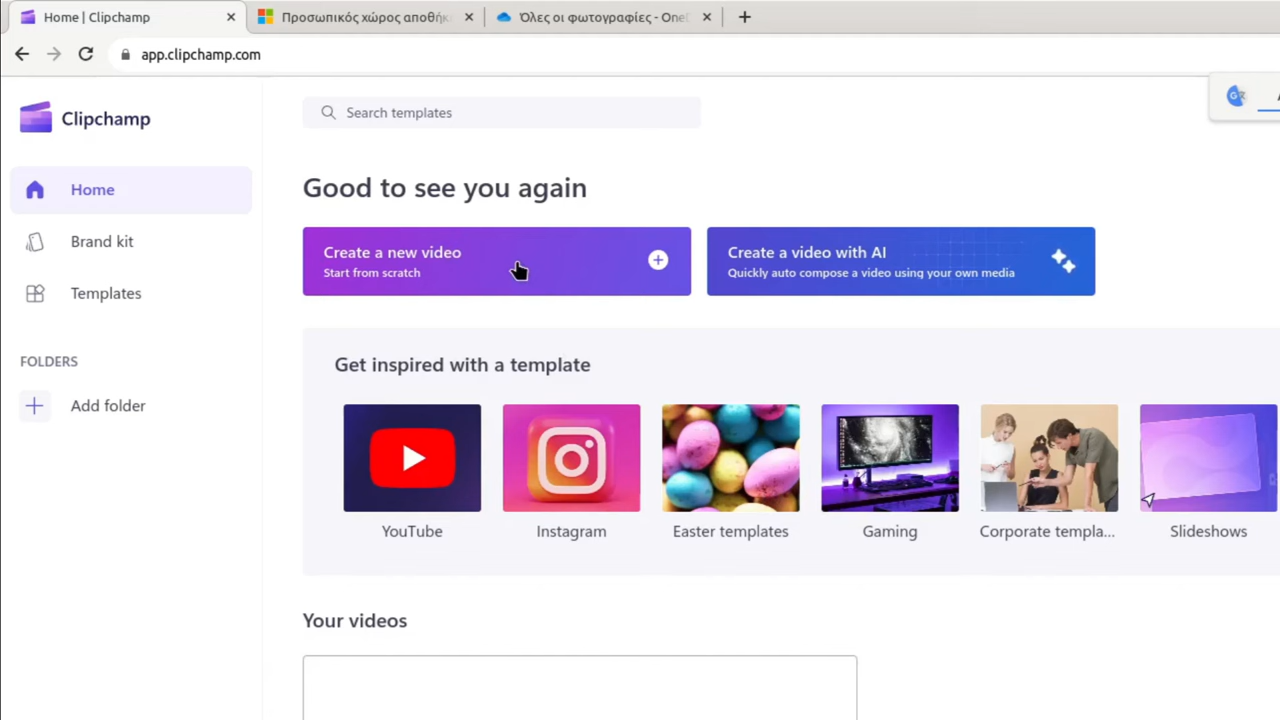 Home | Clipchamp
Προσωπικός χώρος αποθήκ
Όλες οι φωτογραφίες - One
app.clipchamp.com
Clipchamp
Search templates
Home
Good to see you again
Brand kit
Create a new video
Start from scratch
Create a video with AI
Quickly auto compose a video using your own media
Templates
FOLDERS
Add folder
Get inspired with a template
YouTube
Instagram
Easter templates
Gaming
Corporate templa...
Slideshows
Your videos